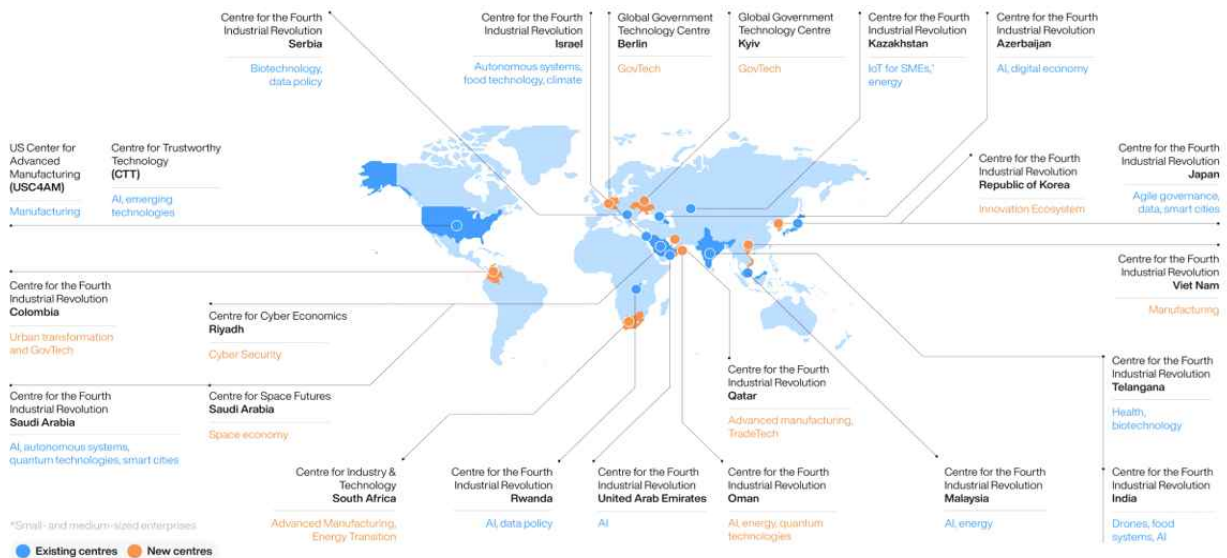 Centre for the Fourth
Industrial Revolution
Serbia
Biotechnology,
data policy
Centre for the Fourth
Industrial Revolution
Israel
Autonomous systems,
food technology, climate
Global Government
Technology Centre
Berlin
GovTech
Global Government
Technology Centre
Kyiv
GovTech
Centre for the Fourth
Industrial Revolution
Kazakhstan
IoT for SMEs,¹
energy
Centre for the Fourth
Industrial Revolution
Azerbaijan
AI, digital economy
US Center for
Advanced
Manufacturing
(USC4AM)
Manufacturing
Centre for Trustworthy
Technology
(CTT)
AI, emerging
technologies
Centre for the Fourth
Industrial Revolution
Republic of Korea
Innovation Ecosystem
Centre for the Fourth
Industrial Revolution
Japan
Agile governance,
data, smart cities
Centre for the Fourth
Industrial Revolution
Colombia
Urban transformation
and GovTech
Centre for Cyber Economics
Riyadh
Cyber Security
Centre for the Fourth
Industrial Revolution
Viet Nam
Manufacturing
Centre for the Fourth
Industrial Revolution
Saudi Arabia
AI, autonomous systems,
quantum technologies, smart cities
Centre for Space Futures
Saudi Arabia
Space economy
Centre for the Fourth
Industrial Revolution
Qatar
Advanced manufacturing,
TradeTech
Centre for the Fourth
Industrial Revolution
Telangana
Health,
biotechnology
Centre for Industry &
Technology
South Africa
Advanced Manufacturing,
Energy Transition
Centre for the Fourth
Industrial Revolution
Rwanda
AI, data policy
Centre for the Fourth
Industrial Revolution
United Arab Emirates
AI
Centre for the Fourth
Industrial Revolution
Oman
AI, energy, quantum
technologies
Centre for the Fourth
Industrial Revolution
Malaysia
AI, energy
Centre for the Fourth
Industrial Revolution
India
Drones, food
systems, AI
*Small- and medium-sized enterprises
Existing centres New centres